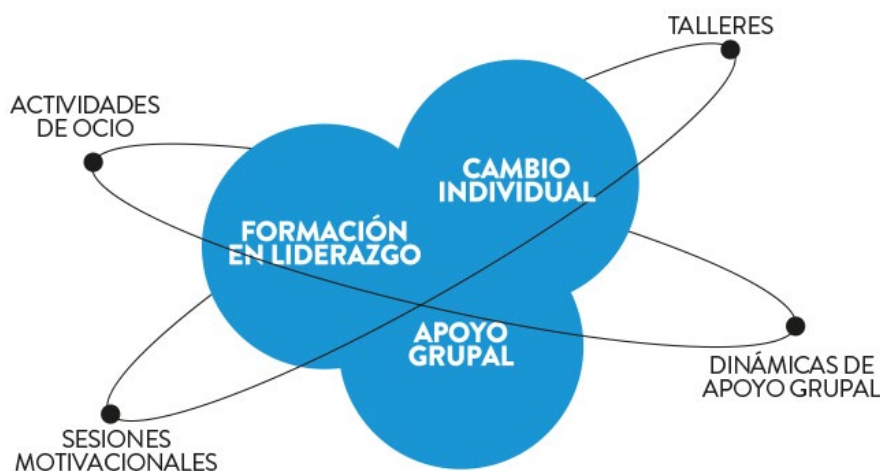 TALLERES
ACTIVIDADES
DE OCIO
CAMBIO
INDIVIDUAL
FORMACIÓN
EN LIDERAZGO
APOYO
GRUPAL
DINÁMICAS DE
APOYO GRUPAL
SESIONES
MOTIVACIONALES